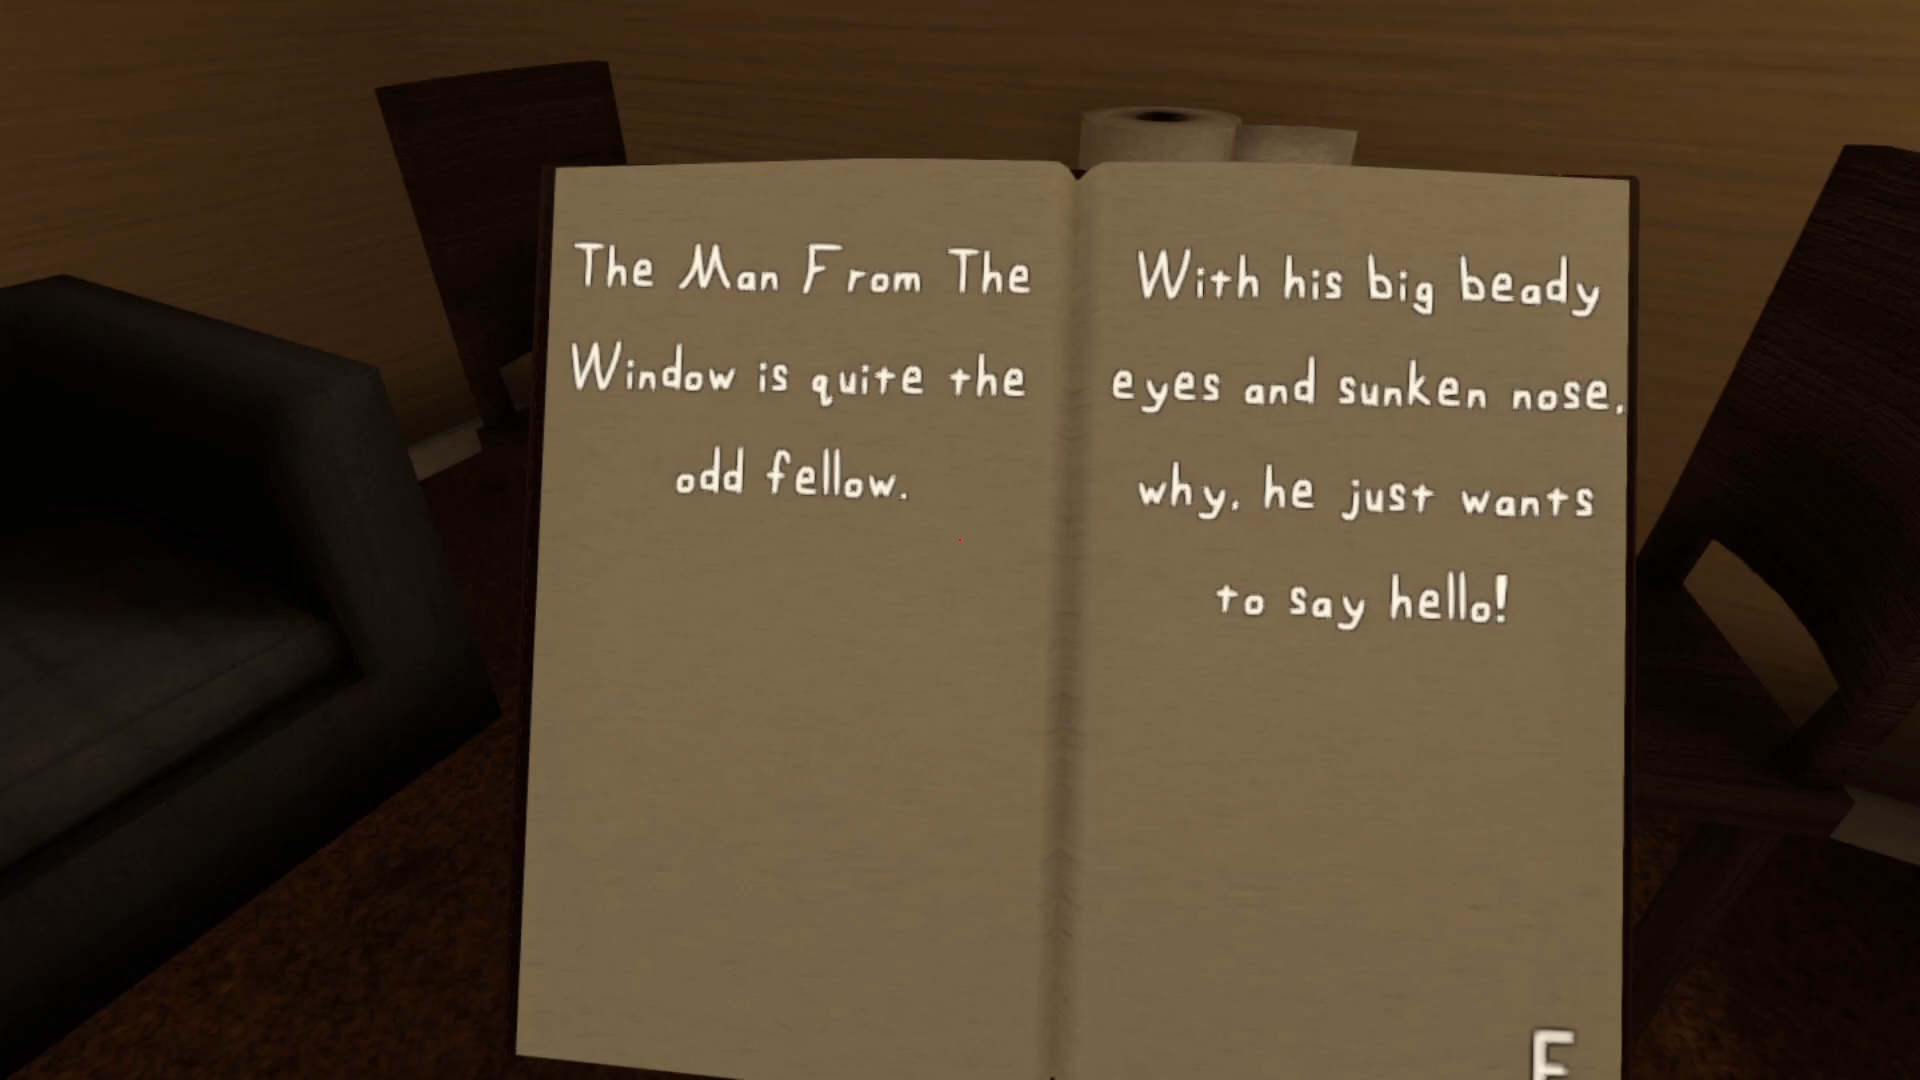 The Man From The
Window is quite the
odd fellow.
With his big beady
eyes and sunken nose,
why, he just wants
to say hello!
E